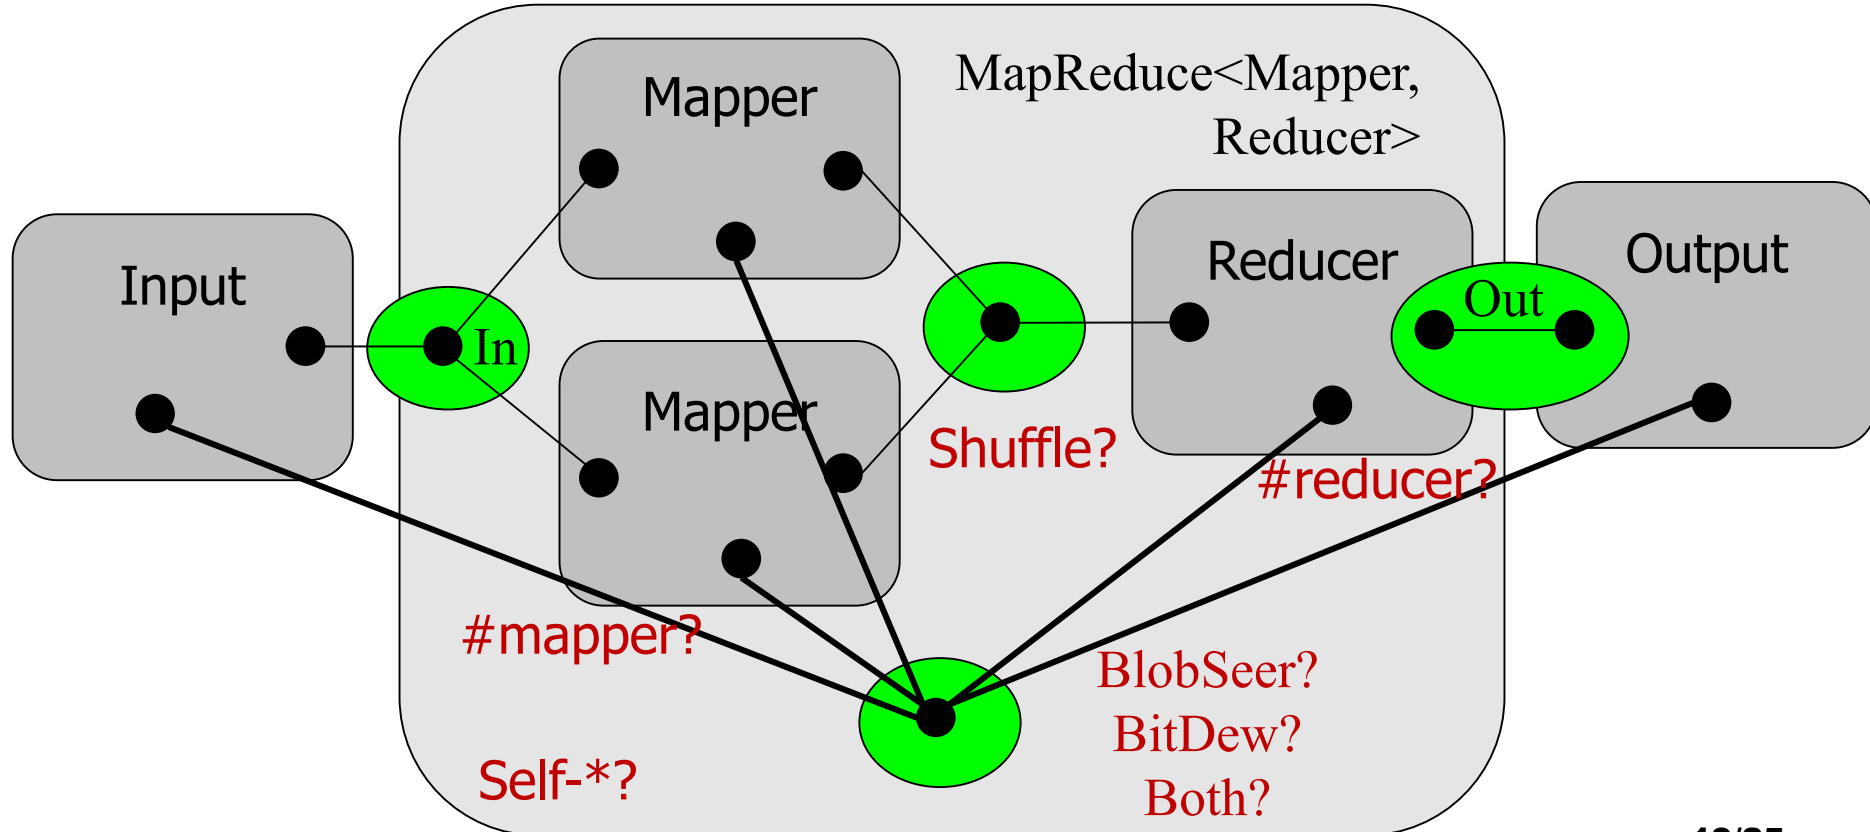 MapReduce<Mapper,
Reducer>
Mapper
Input
In
Mapper
Shuffle?
Reducer
Out
Output
#reducer?
#mapper?
BlobSeer?
BitDew?
Both?
Self-*?